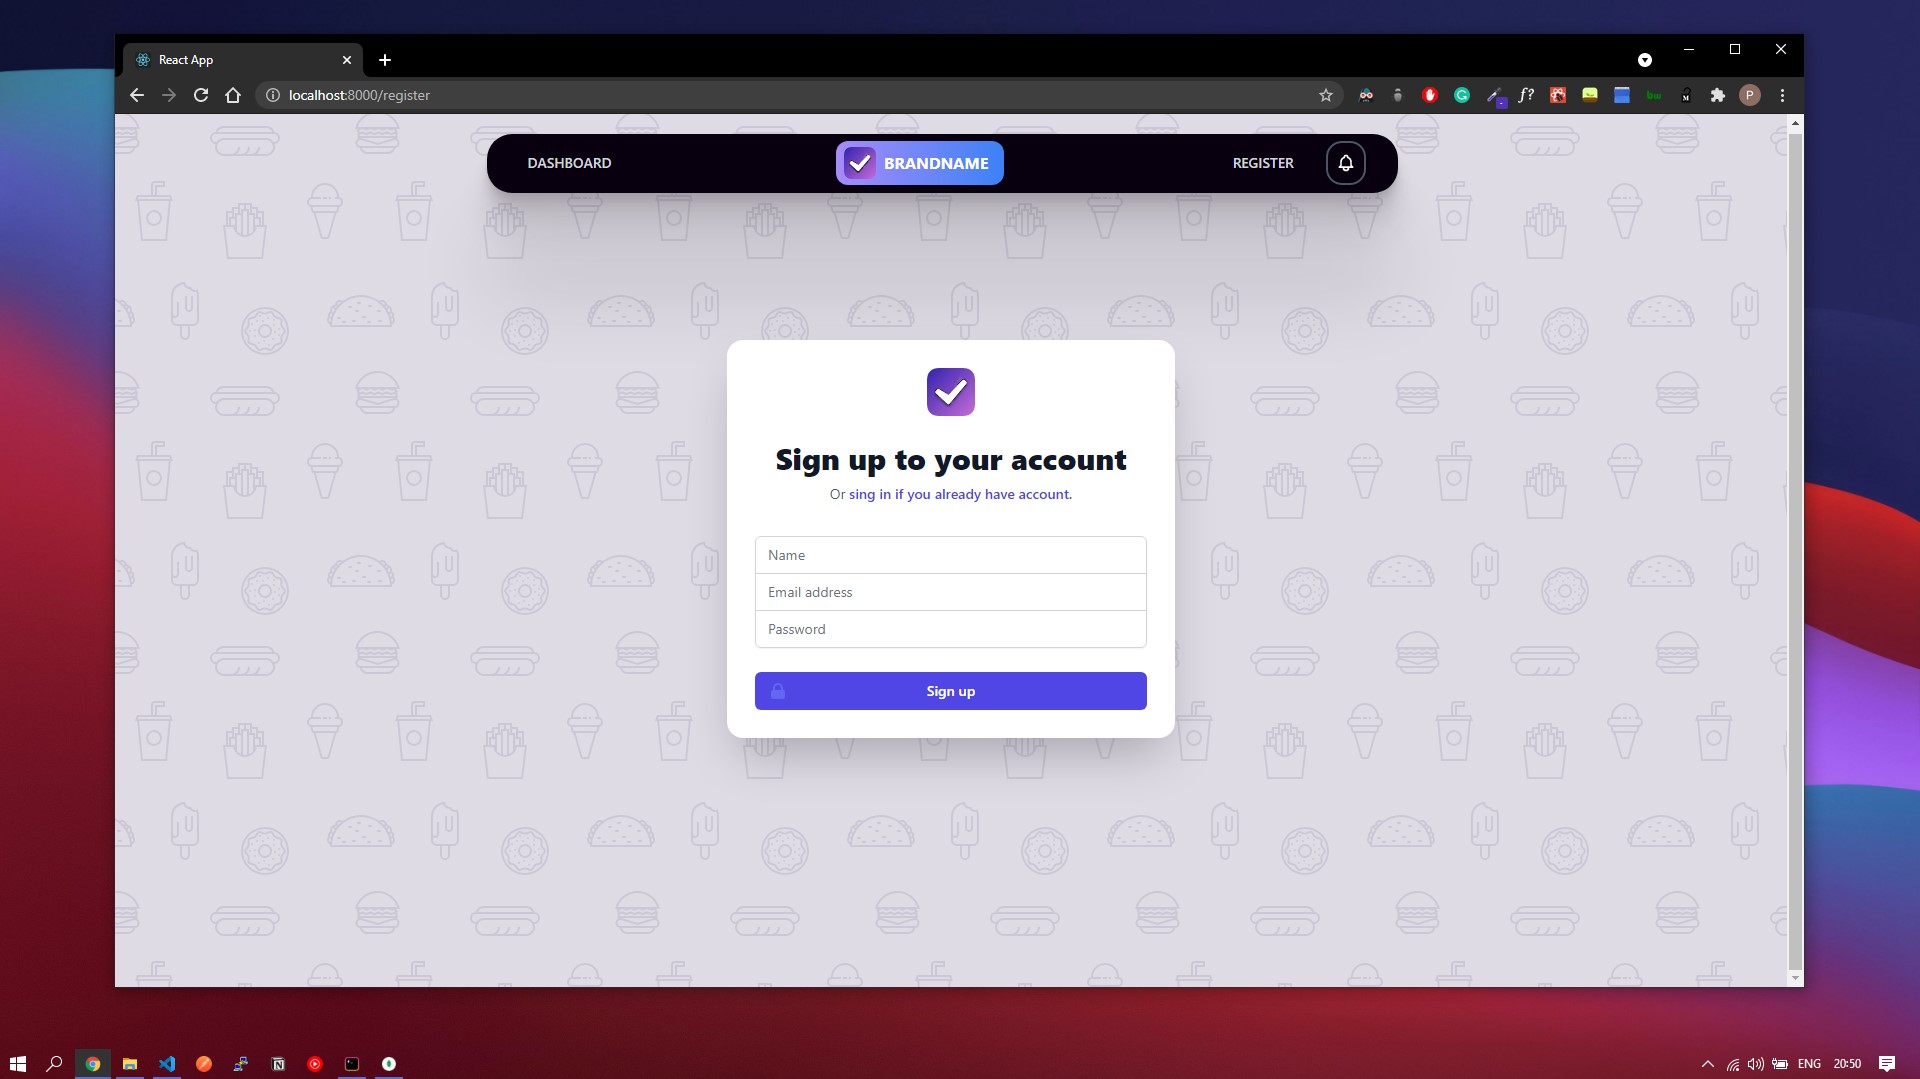 React App
localhost:8000/register
f?
P
DASHBOARD
BRANDNAME
REGISTER
Sign up to your account
Or sing in if you already have account.
Name
Email address
Password
Sign up
ENG
20:50